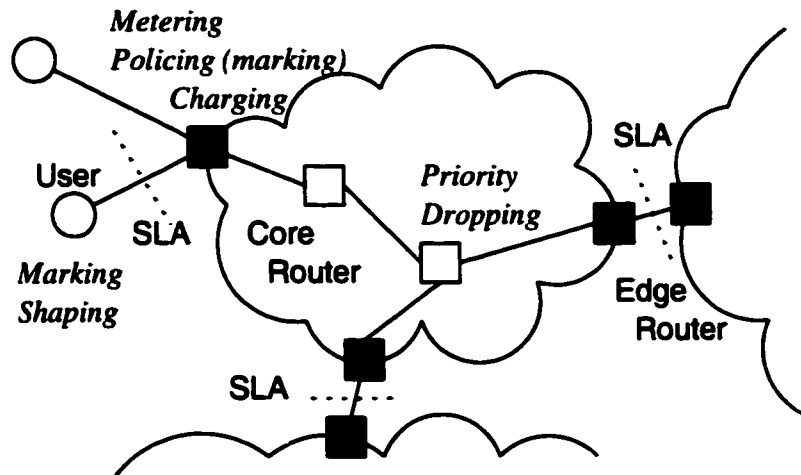 Metering
Policing (marking)
Charging
SLA
User
SLA
Priority
Dropping
Core
Router
Marking
Shaping
Edge
Router
SLA